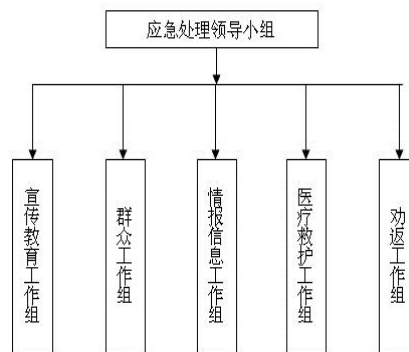 应急处理领导小组
宣传教育工作组
群众工作组
情报信息工作组
医疗救护工作组
劝返工作组